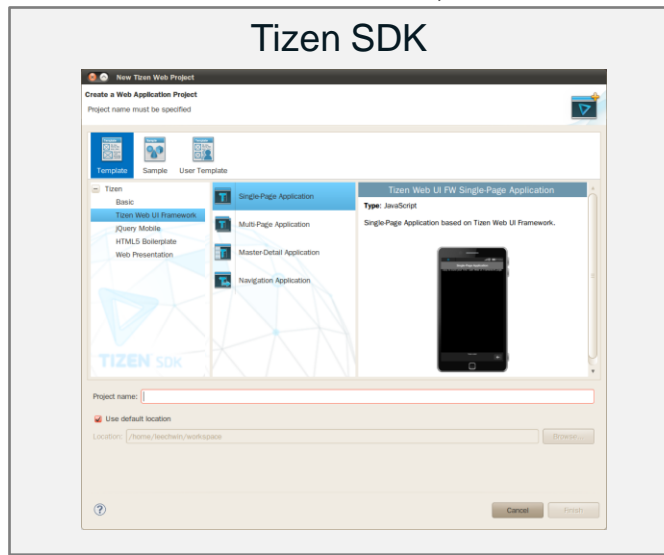 Tizen SDK
New Tizen Web Project
Create a Web Application Project
Project name must be specified
Template
Sample
User Template
Tizen
Basic
Tizen Web UI Framework
jQuery Mobile
HTML5 Boilerplate
Web Presentation
TIZEN SDK
Single-Page Application
Multi-Page Application
Master-Detail Application
Navigation Application
Tizen Web UI FW Single-Page Application
Type: JavaScript
Single-Page Application based on Tizen Web UI Framework.
Single-Page Application
Project name:
Use default location
Location: /home/teachwin/workspace
Browse...
?
Cancel
Finish